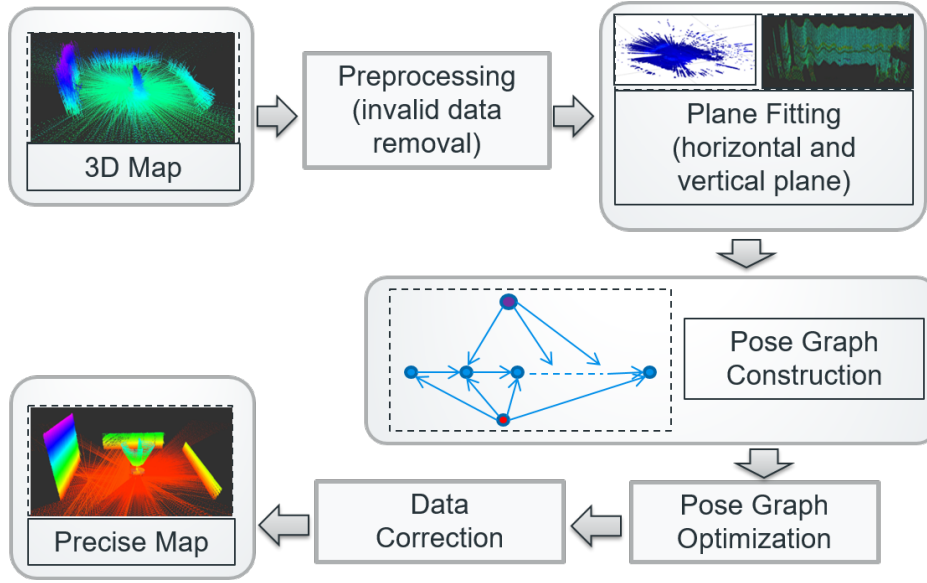 3D Map
Preprocessing
(invalid data
removal)
Plane Fitting
(horizontal and
vertical plane)
Pose Graph
Construction
Pose Graph
Optimization
Data
Correction
Precise Map